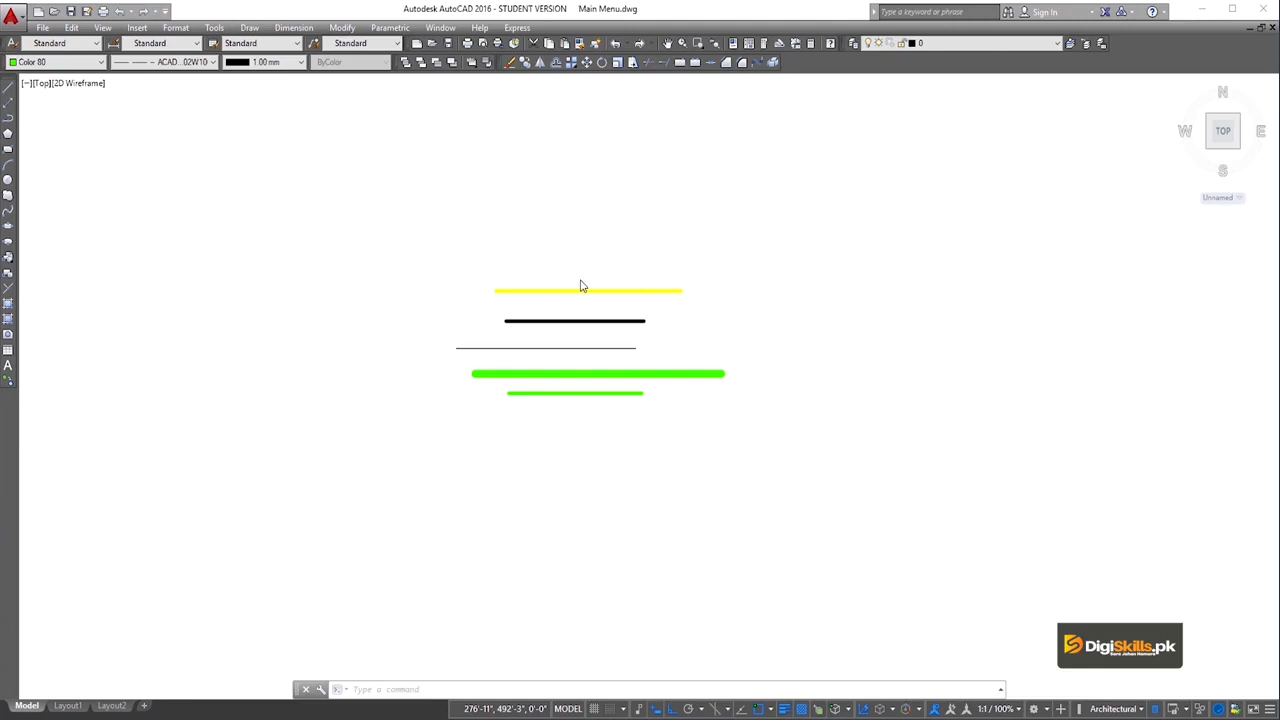 Autodesk AutoCAD 2016 - STUDENT VERSION Main Menu.dwg
Type a keyword or phrase
Sign In
File Edit View Insert Format Tools Draw Dimension Modify Parametric Window Help Express
Standard Standard Standard Standard 0
Color 80 ACAD...02W10 1.00 mm ByColor
[−][Top][2D Wireframe]
N
W TOP E
S
Unnamed
A
DigiSkills.pk
Type a command
Model Layout1 Layout2 276'-11", 492'-3", 0'-0" MODEL 1:1 / 100% Architectural